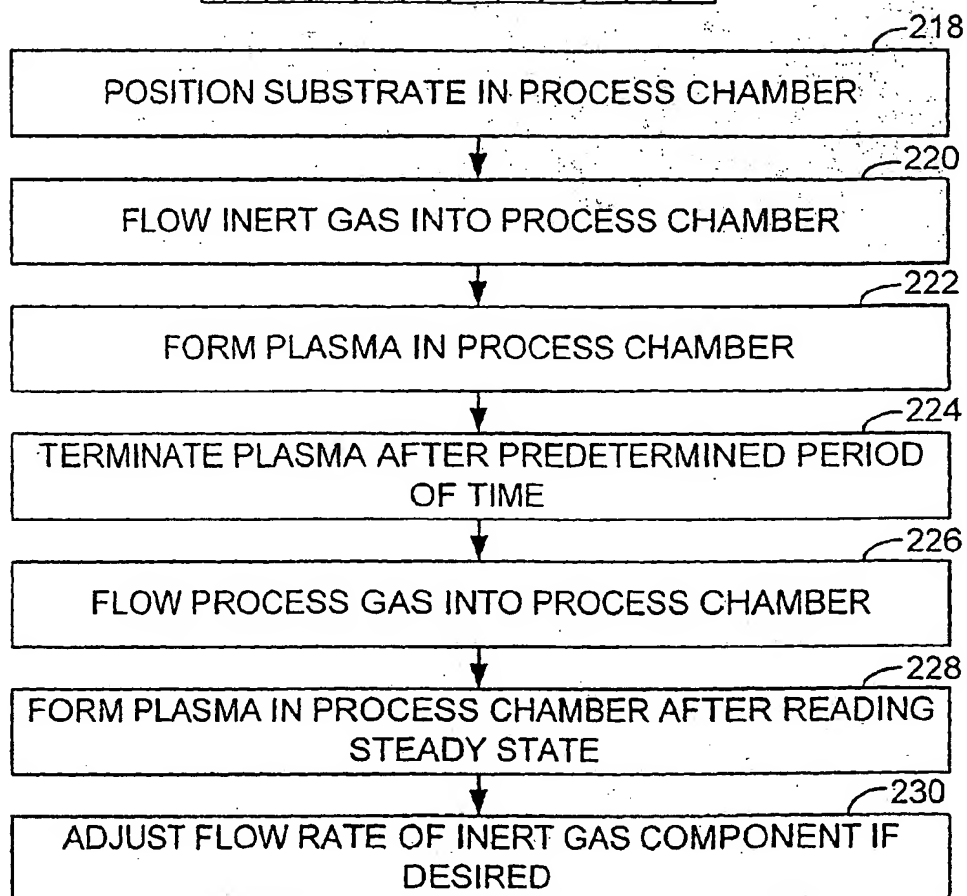 218
POSITION SUBSTRATE IN PROCESS CHAMBER
220
FLOW INERT GAS INTO PROCESS CHAMBER
222
FORM PLASMA IN PROCESS CHAMBER
224
TERMINATE PLASMA AFTER PREDETERMINED PERIOD
OF TIME
226
FLOW PROCESS GAS INTO PROCESS CHAMBER
228
FORM PLASMA IN PROCESS CHAMBER AFTER READING
STEADY STATE
230
ADJUST FLOW RATE OF INERT GAS COMPONENT IF
DESIRED